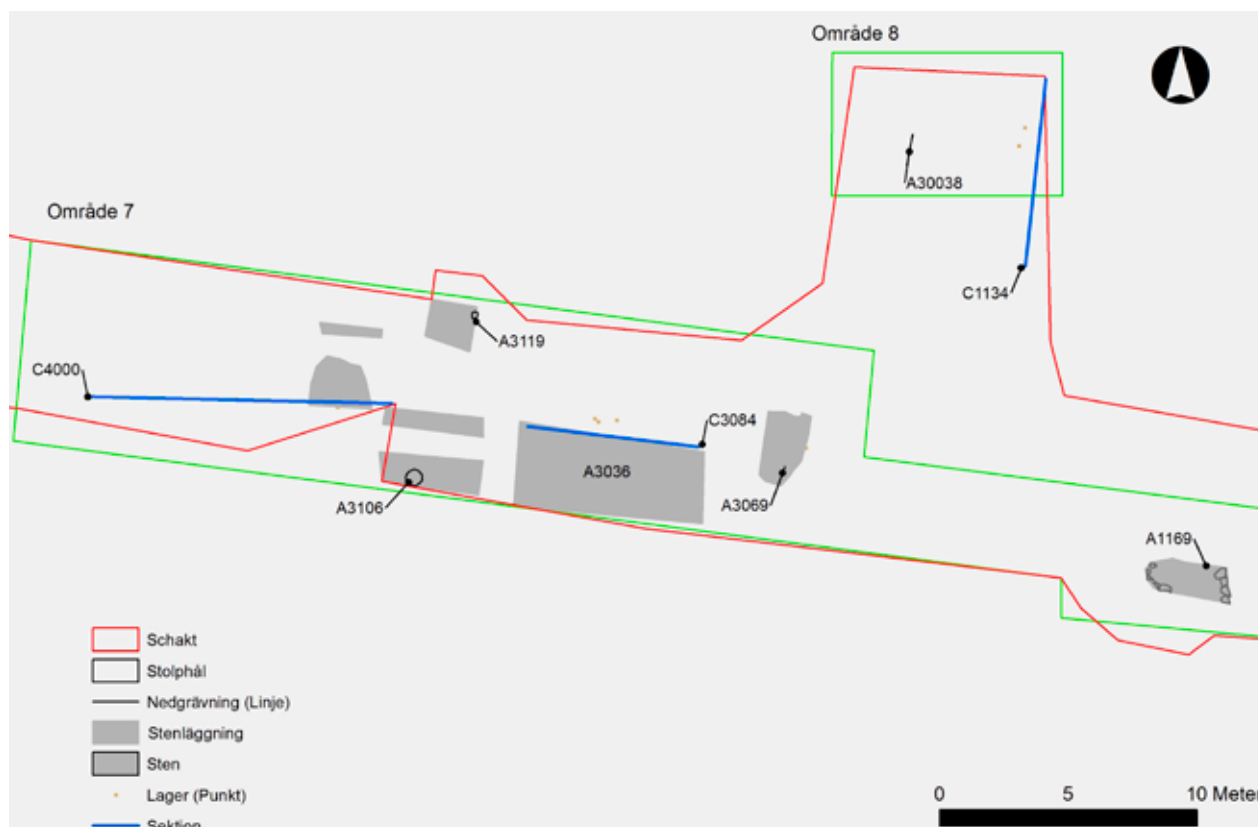 Område 8
A30038
Område 7
C1134
A3119
C4000
C3084
A3036
A3069
A3106
A1169
Schakt
Stolphål
Nedgrävning (Linje)
Stenläggning
Sten
Lager (Punkt)
Sektion
0 5 10 Meter